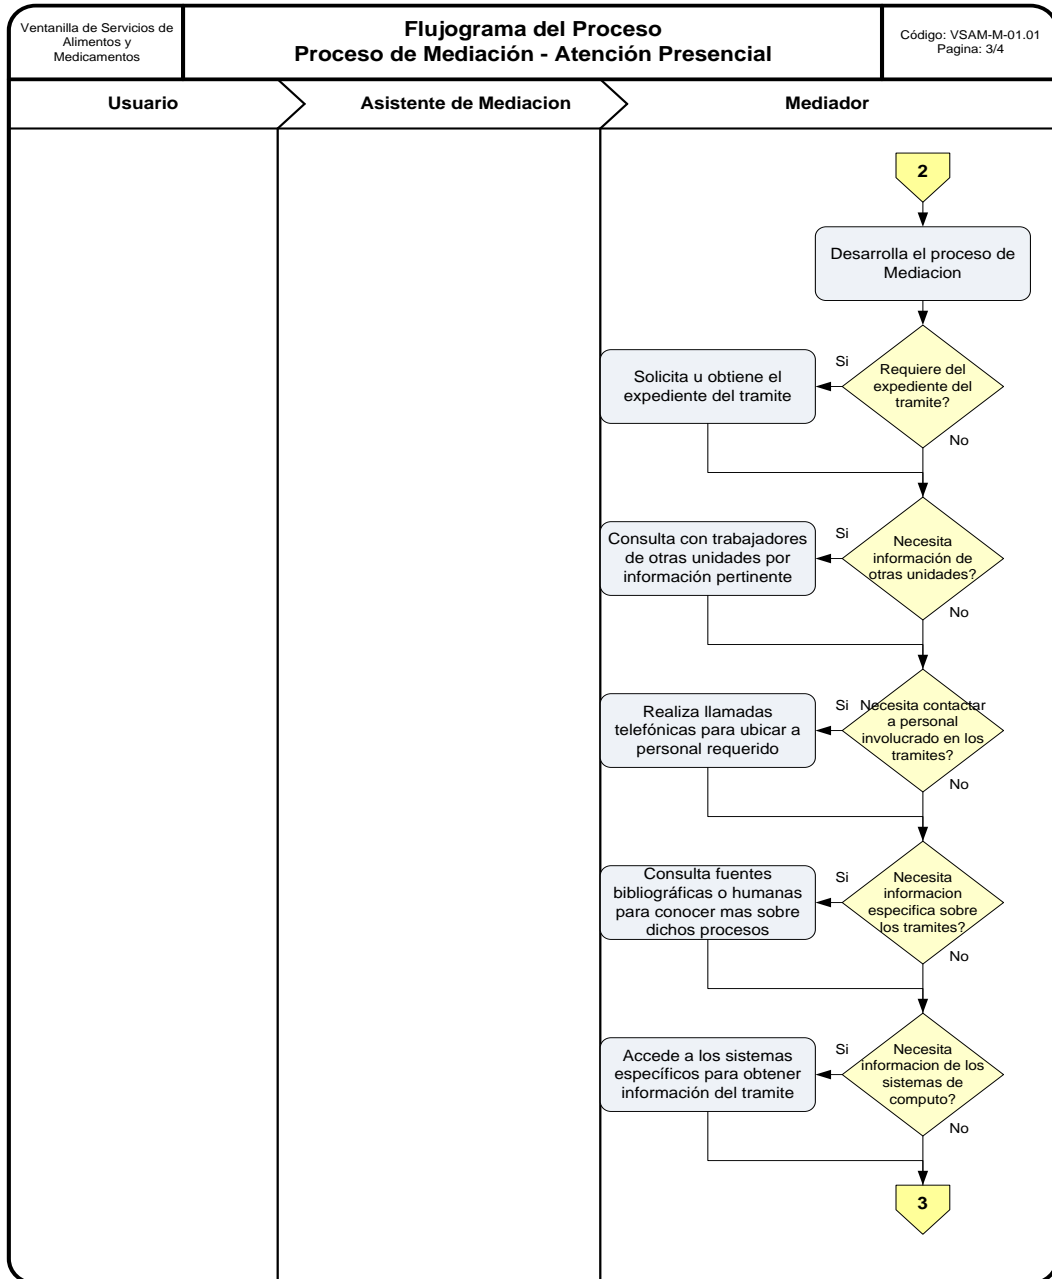 Ventanilla de Servicios de
Alimentos y
Medicamentos
Flujograma del Proceso
Proceso de Mediación - Atención Presencial
Código: VSAM-M-01.01
Pagina: 3/4
Usuario
Asistente de Mediacion
Mediador
2
Desarrolla el proceso de
Mediacion
Requiere del
expediente del
tramite?
Si
No
Solicita u obtiene el
expediente del tramite
Necesita
información de
otras unidades?
Si
No
Consulta con trabajadores
de otras unidades por
información pertinente
Necesita contactar
a personal
involucrado en los
tramites?
Si
No
Realiza llamadas
telefónicas para ubicar a
personal requerido
Necesita
informacion
especifica sobre
los tramites?
Si
No
Consulta fuentes
bibliográficas o humanas
para conocer mas sobre
dichos procesos
Necesita
informacion de los
sistemas de
computo?
Si
No
Accede a los sistemas
específicos para obtener
información del tramite
3